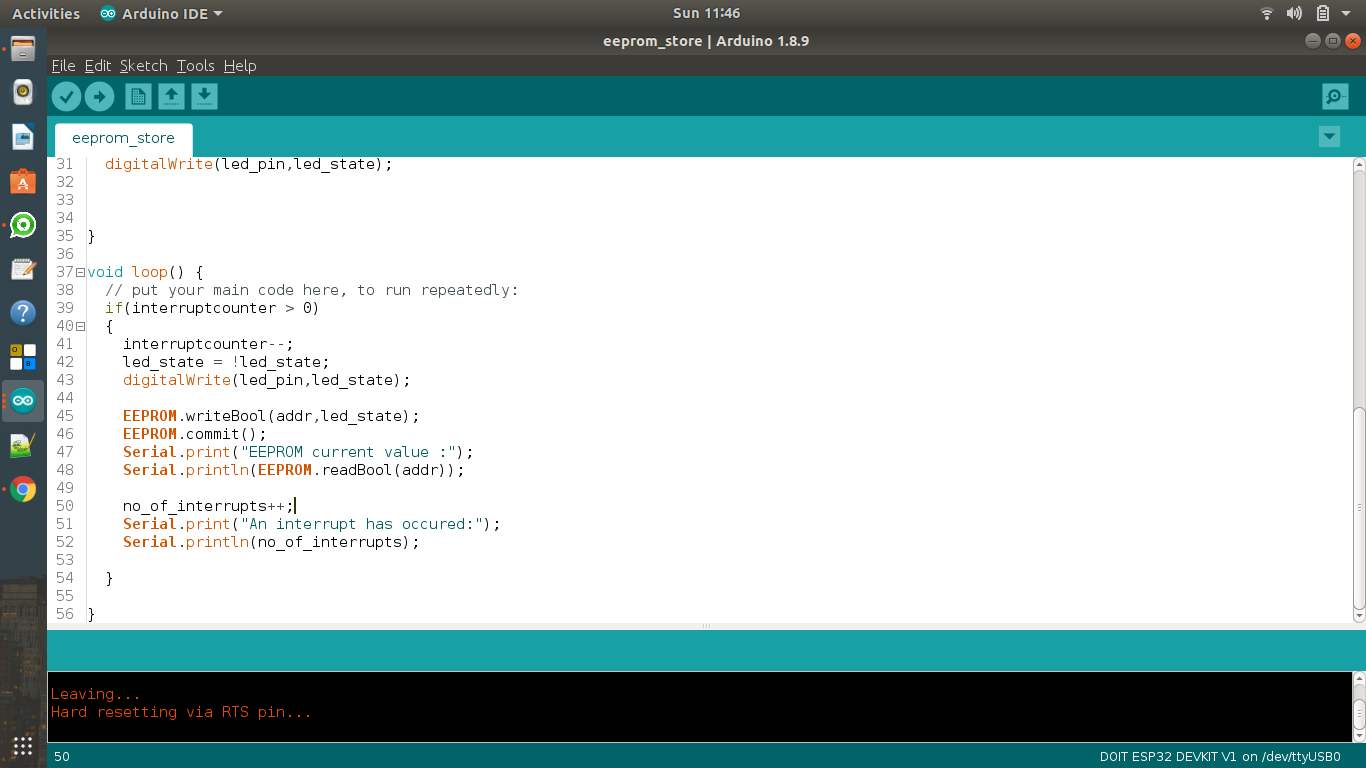 Activities Arduino IDE Sun 11:46
eeprom_store | Arduino 1.8.9
File Edit Sketch Tools Help
eeprom_store
31 digitalWrite(led_pin,led_state);
32
33
34
35 }
36
37 void loop() {
38 // put your main code here, to run repeatedly:
39 if(interruptcounter > 0)
40 {
41 interruptcounter--;
42 led_state = !led_state;
43 digitalWrite(led_pin,led_state);
44
45 EEPROM.writeBool(addr,led_state);
46 EEPROM.commit();
47 Serial.print("EEPROM current value :");
48 Serial.println(EEPROM.readBool(addr));
49
50 no_of_interrupts++;
51 Serial.print("An interrupt has occured:");
52 Serial.println(no_of_interrupts);
53
54 }
55
56 }
Leaving...
Hard resetting via RTS pin...
50 DOIT ESP32 DEVKIT V1 on /dev/ttyUSB0